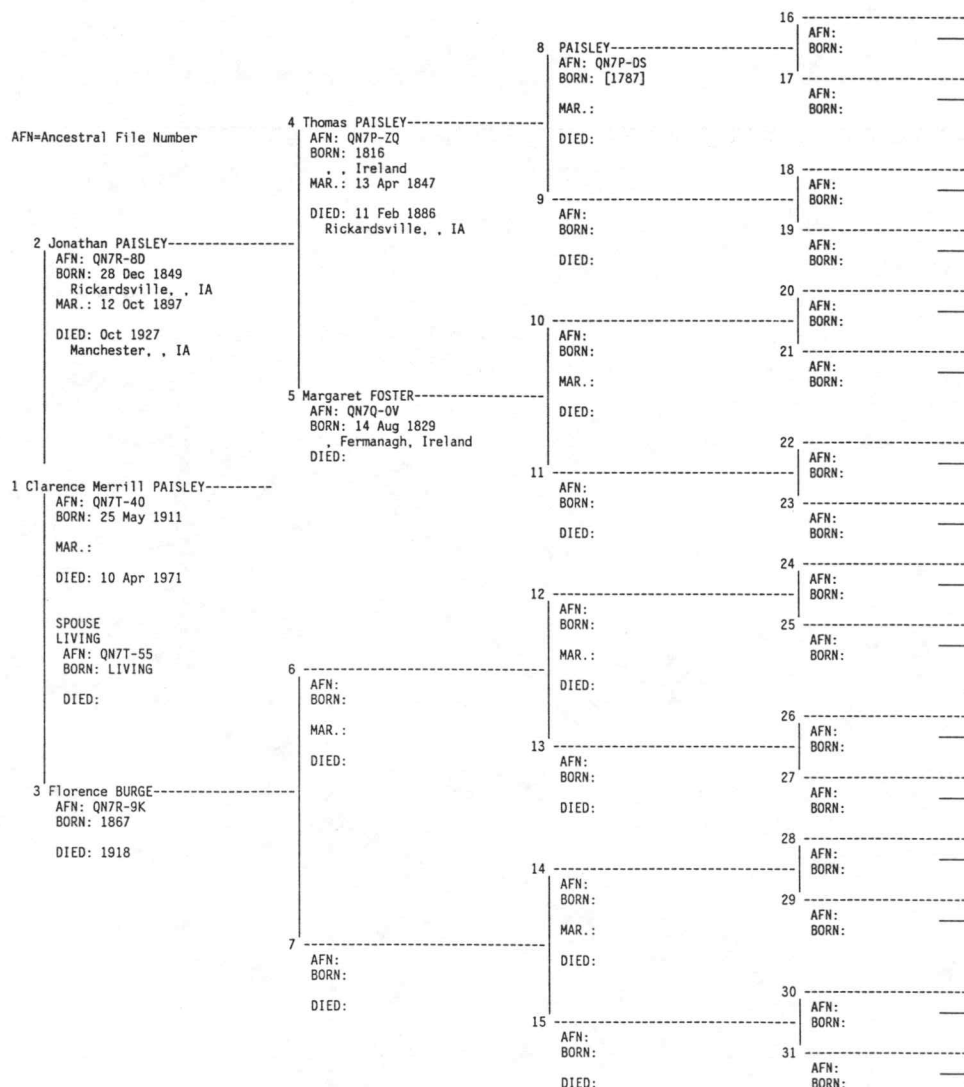 AFN=Ancestral File Number
1 Clarence Merrill PAISLEY
AFN: QN7T-40
BORN: 25 May 1911
MAR.:
DIED: 10 Apr 1971
SPOUSE
LIVING
AFN: QN7T-55
BORN: LIVING
DIED:
2 Jonathan PAISLEY
AFN: QN7R-8D
BORN: 28 Dec 1849
Rickardsville, , IA
MAR.: 12 Oct 1897
DIED: Oct 1927
Manchester, , IA
3 Florence BURGE
AFN: QN7R-9K
BORN: 1867
DIED: 1918
4 Thomas PAISLEY
AFN: QN7P-ZQ
BORN: 1816
, , Ireland
MAR.: 13 Apr 1847
DIED: 11 Feb 1886
Rickardsville, , IA
5 Margaret FOSTER
AFN: QN7Q-0V
BORN: 14 Aug 1829
, Fermanagh, Ireland
DIED:
6
AFN:
BORN:
MAR.:
DIED:
7
AFN:
BORN:
DIED:
8 PAISLEY
AFN: QN7P-DS
BORN: [1787]
MAR.:
DIED:
9
AFN:
BORN:
DIED:
10
AFN:
BORN:
MAR.:
DIED:
11
AFN:
BORN:
DIED:
12
AFN:
BORN:
MAR.:
DIED:
13
AFN:
BORN:
DIED:
14
AFN:
BORN:
MAR.:
DIED:
15
AFN:
BORN:
DIED:
16
AFN:
BORN:
17
AFN:
BORN:
18
AFN:
BORN:
19
AFN:
BORN:
20
AFN:
BORN:
21
AFN:
BORN:
22
AFN:
BORN:
23
AFN:
BORN:
24
AFN:
BORN:
25
AFN:
BORN:
26
AFN:
BORN:
27
AFN:
BORN:
28
AFN:
BORN:
29
AFN:
BORN:
30
AFN:
BORN:
31
AFN:
BORN: